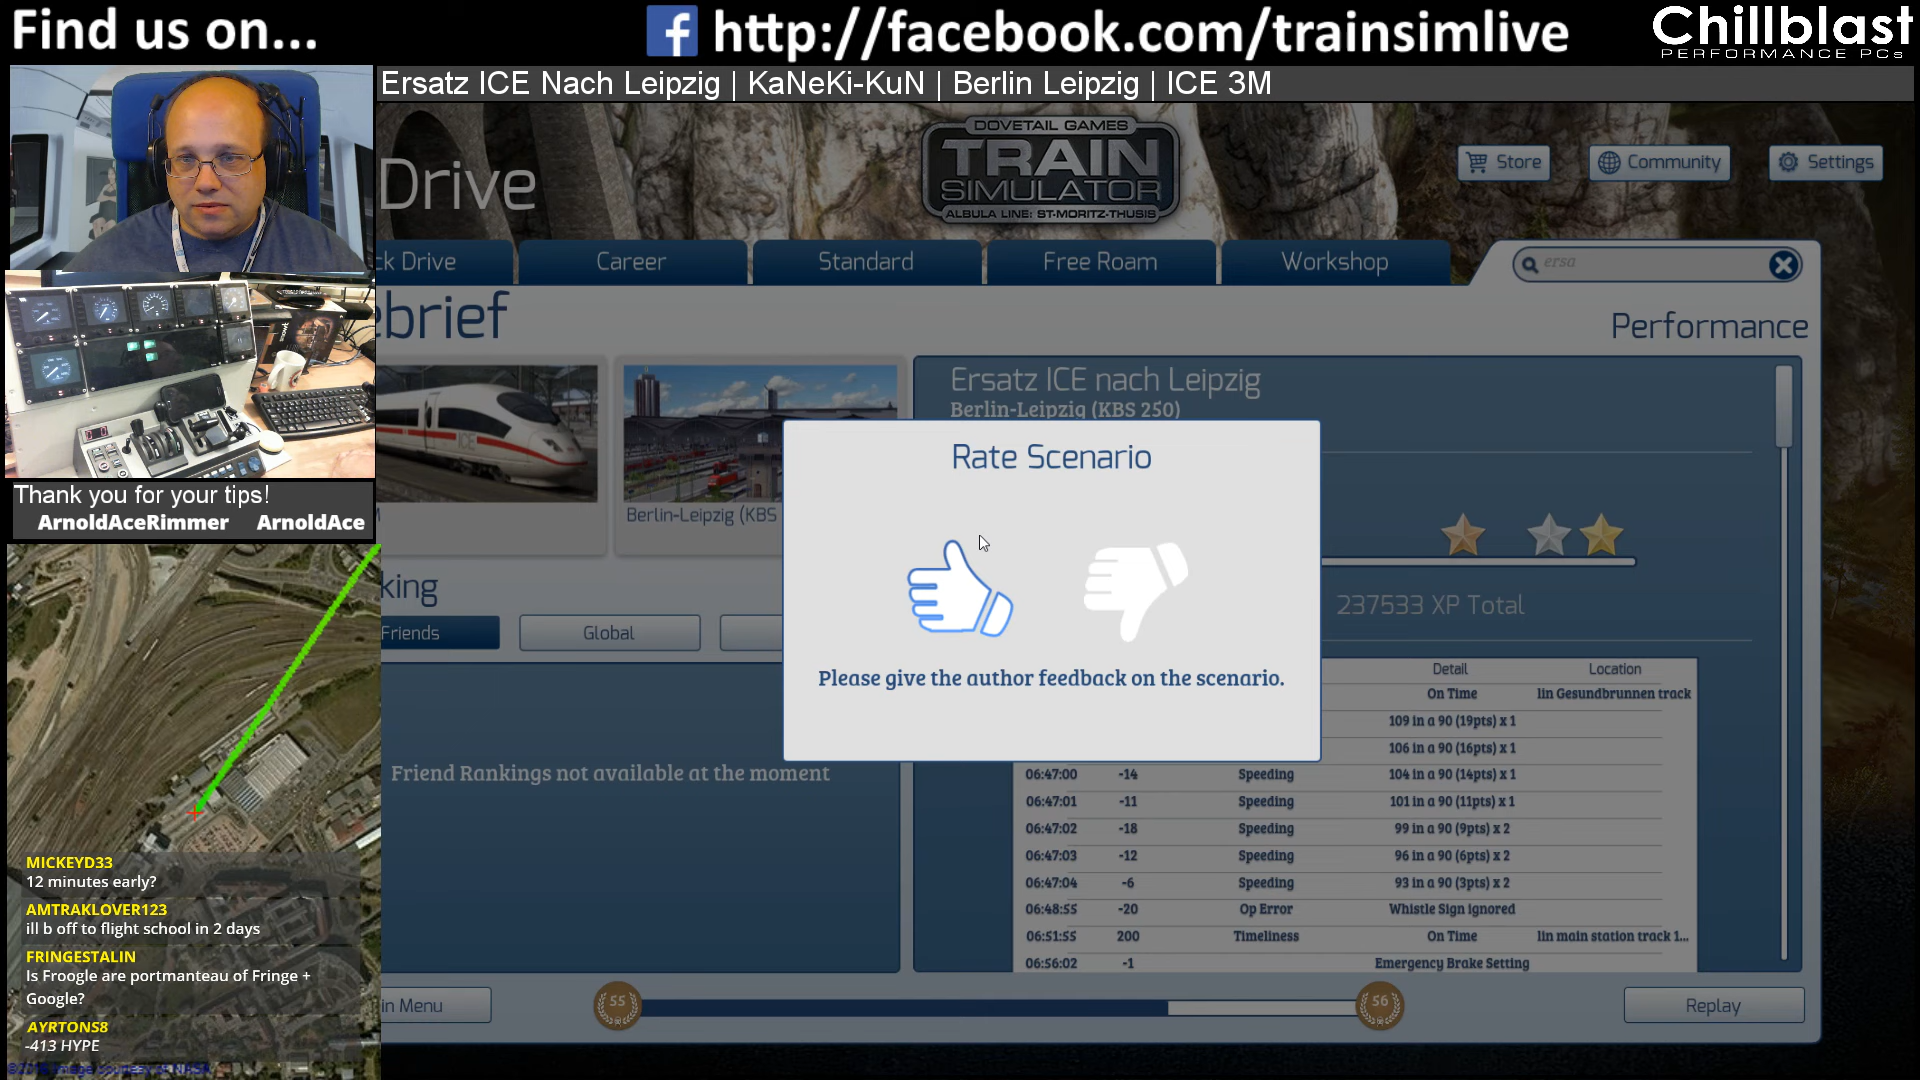 Find us on...
http://facebook.com/trainsimlive
Chillblast
PERFORMANCE PCs
Ersatz ICE Nach Leipzig | KaNeKi-KuN | Berlin Leipzig | ICE 3M
Drive
DOVETAIL GAMES
TRAIN
SIMULATOR
ALBULA LINE: ST-MORITZ-THUSIS
Store
Community
Settings
ck Drive
Career
Standard
Free Roam
Workshop
ersa
ebrief
Performance
ICE
Berlin-Leipzig (KBS
Ersatz ICE nach Leipzig
Berlin-Leipzig (KBS 250)
Rate Scenario
Please give the author feedback on the scenario.
237533 XP Total
king
Friends
Global
Friend Rankings not available at the moment
Detail
Location
On Time
lin Gesundbrunnen track
109 in a 90 (19pts) x 1
106 in a 90 (16pts) x 1
06:47:00 -14 Speeding 104 in a 90 (14pts) x 1
06:47:01 -11 Speeding 101 in a 90 (11pts) x 1
06:47:02 -18 Speeding 99 in a 90 (9pts) x 2
06:47:03 -12 Speeding 96 in a 90 (6pts) x 2
06:47:04 -6 Speeding 93 in a 90 (3pts) x 2
06:48:55 -20 Op Error Whistle Sign ignored
06:51:55 200 Timeliness On Time lin main station track 1...
06:56:02 -1 Emergency Brake Setting
in Menu
55
56
Replay
Thank you for your tips!
ArnoldAceRimmer ArnoldAce
MICKEYD33
12 minutes early?
AMTRAKLOVER123
ill b off to flight school in 2 days
FRINGESTALIN
Is Froogle are portmanteau of Fringe +
Google?
AYRTONS8
-413 HYPE